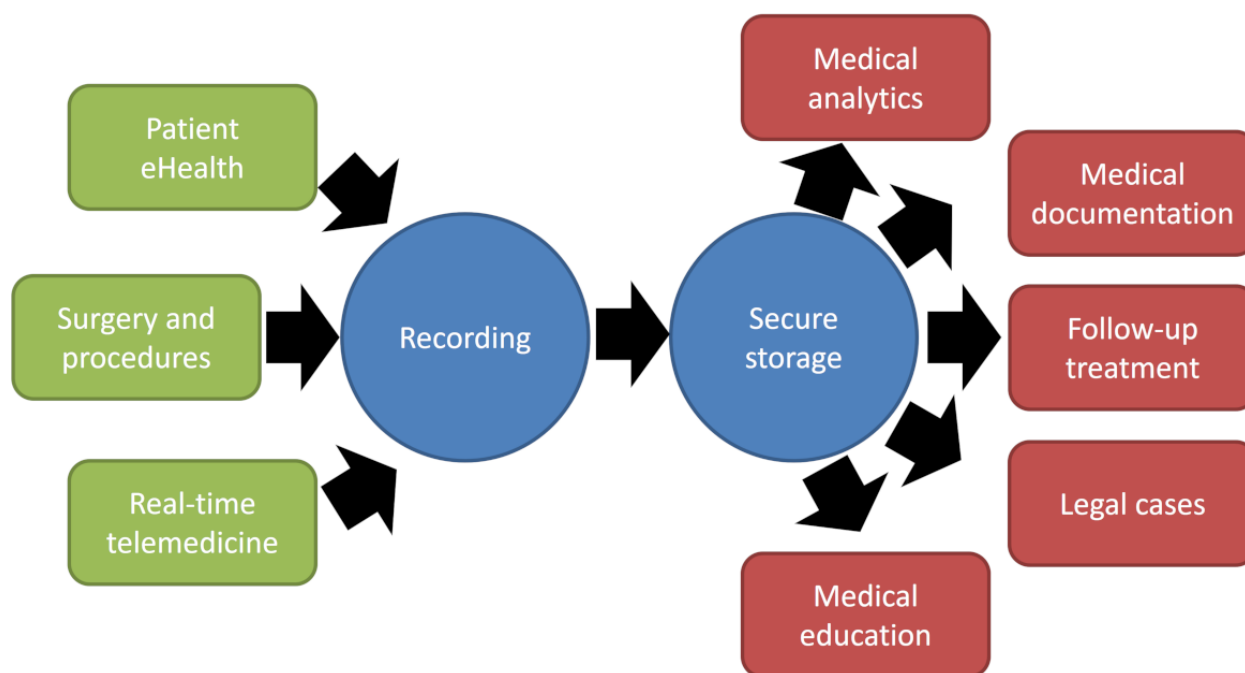 Patient
eHealth
Surgery and
procedures
Real-time
telemedicine
Recording
Secure
storage
Medical
analytics
Medical
documentation
Follow-up
treatment
Legal cases
Medical
education